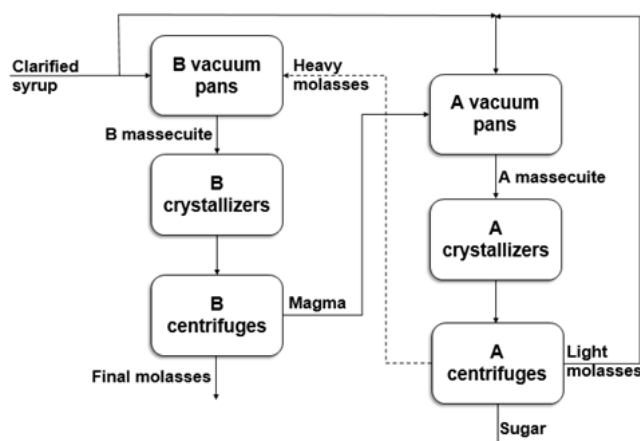 Clarified
syrup
B vacuum
pans
Heavy
molasses
A vacuum
pans
B massecuite
A massecuite
B
crystallizers
A
crystallizers
B
centrifuges
Magma
A
centrifuges
Light
molasses
Final molasses
Sugar